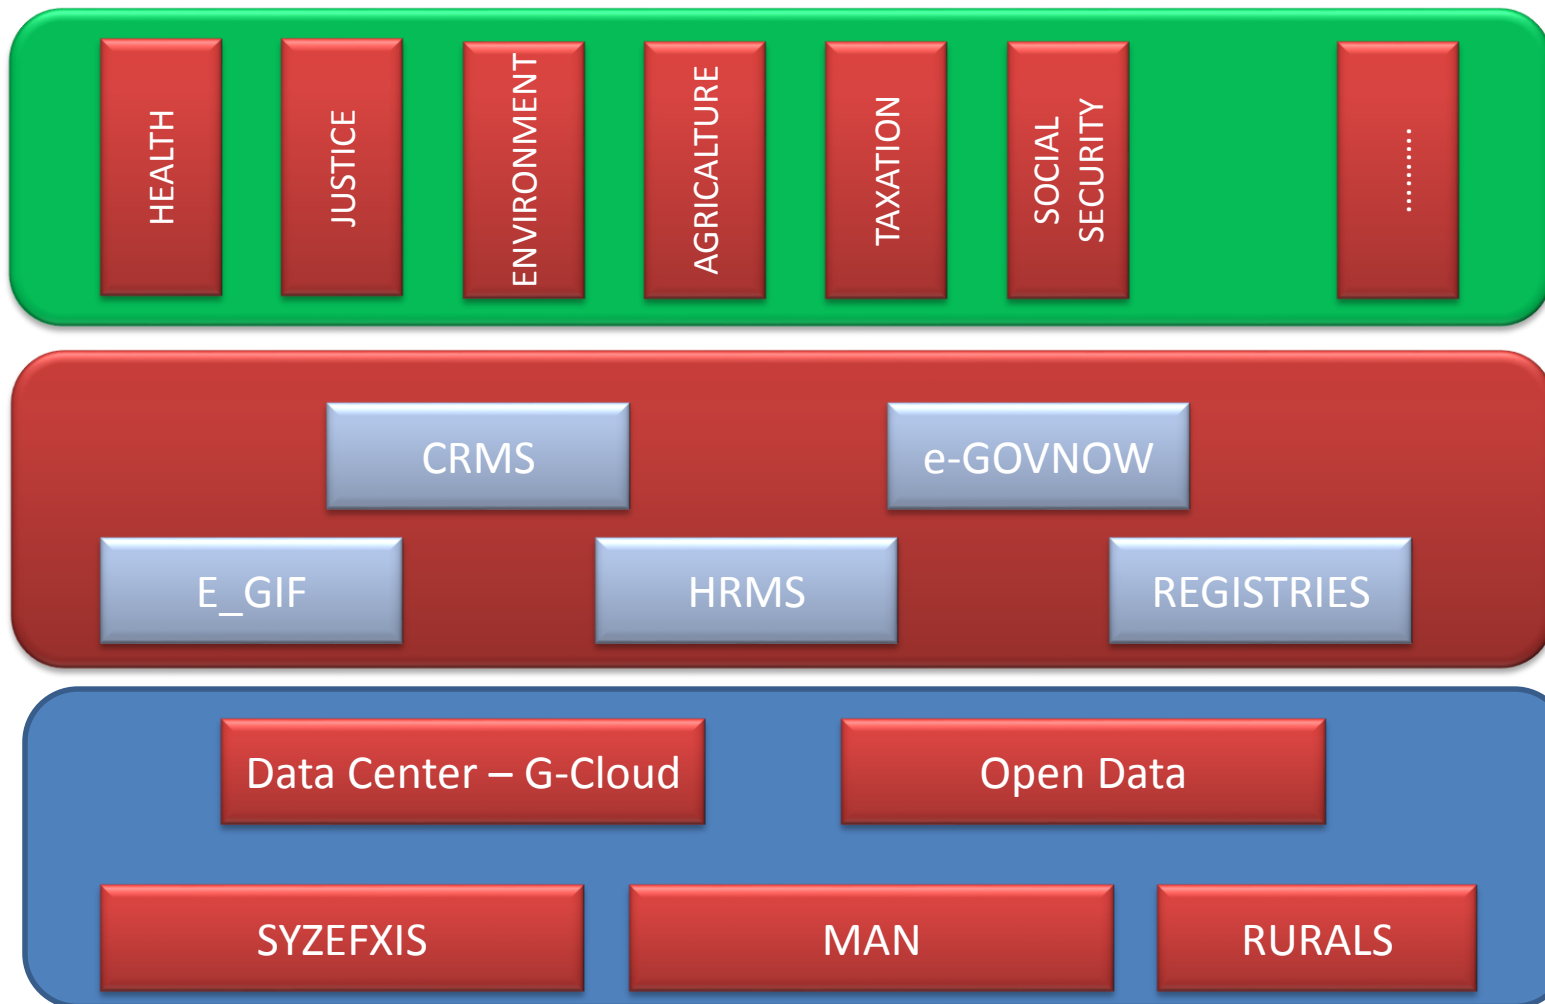 HEALTH
JUSTICE
ENVIRONMENT
AGRICALTURE
TAXATION
SOCIAL
SECURITY
……….
CRMS
e-GOVNOW
E_GIF
HRMS
REGISTRIES
Data Center – G-Cloud
Open Data
SYZEFXIS
MAN
RURALS